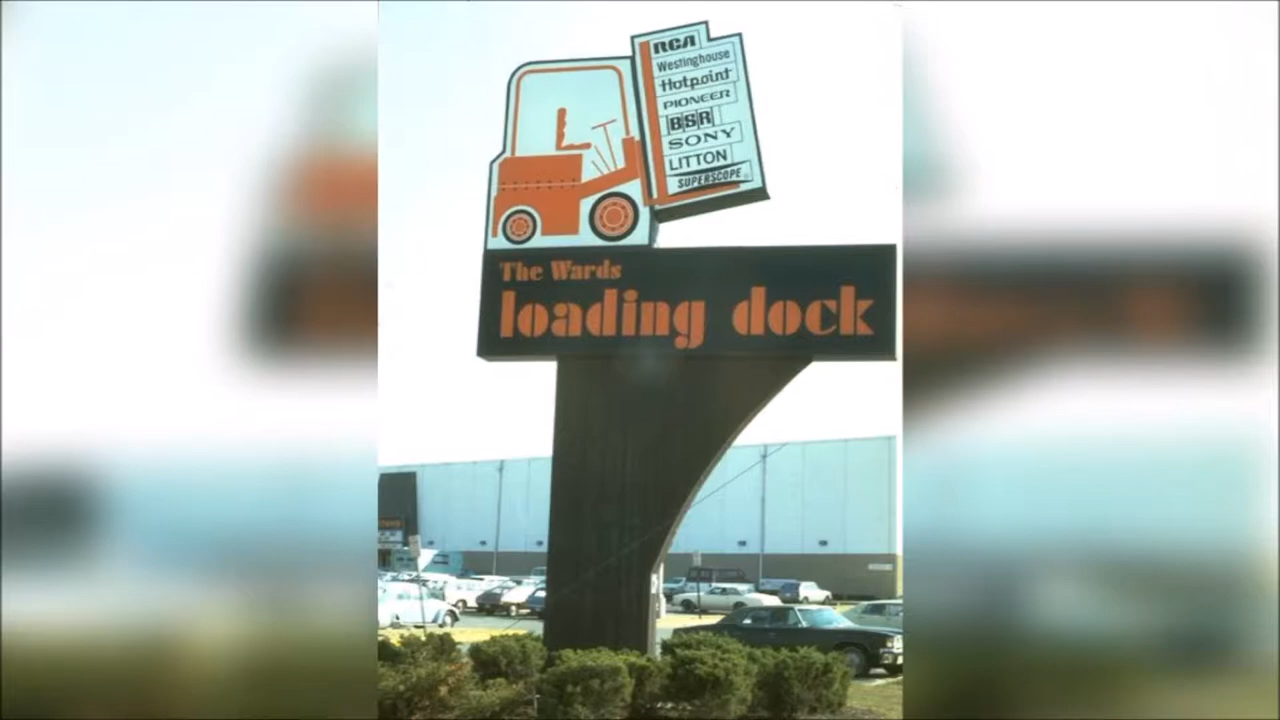 RCA
Westinghouse
Hotpoint
PIONEER
BSR
SONY
LITTON
SUPERSCOPE
The Wards
loading dock